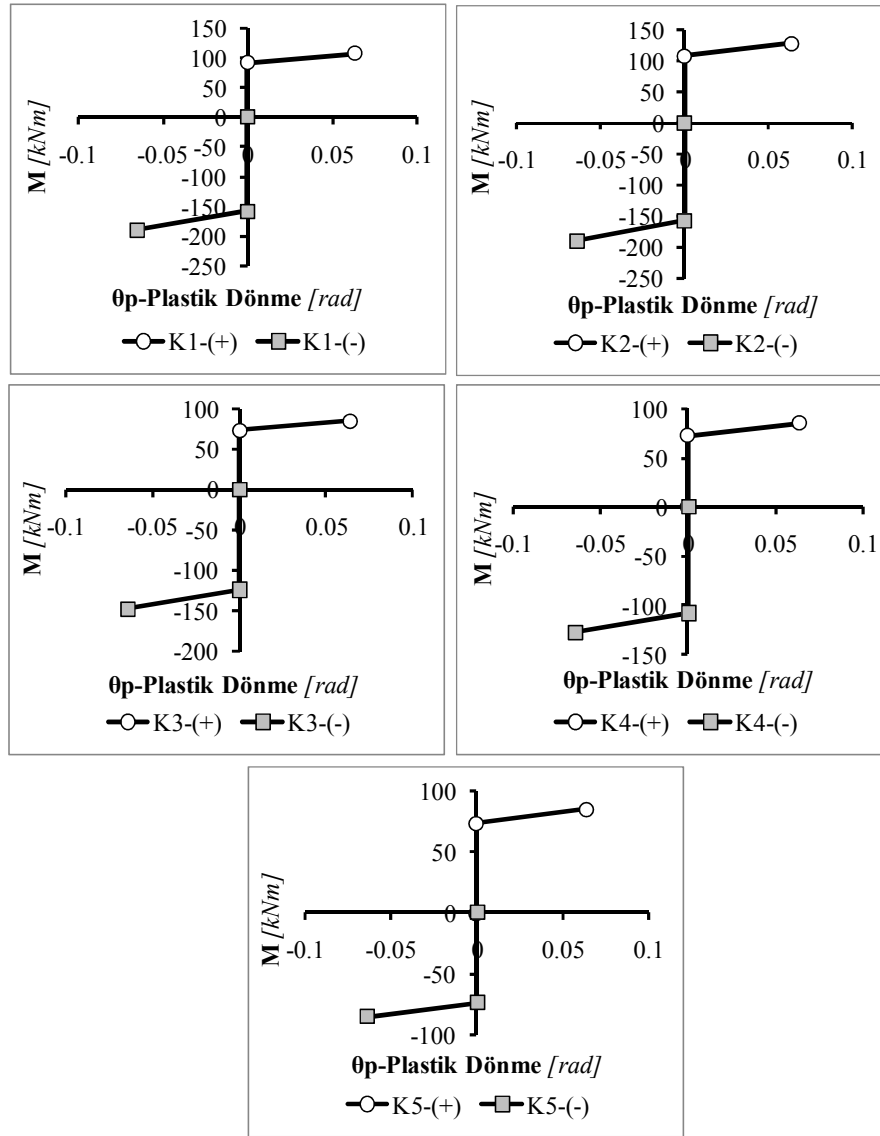 150
100
50
0
-50
-100
-150
-200
-250
-0.1 -0.05 0 0.05 0.1
M [kNm]
θp-Plastik Dönme [rad]
K1-(+) K1-(-)
150
100
50
0
-50
-100
-150
-200
-250
-0.1 -0.05 0 0.05 0.1
M [kNm]
θp-Plastik Dönme [rad]
K2-(+) K2-(-)
100
50
0
-50
-100
-150
-200
-0.1 -0.05 0 0.05 0.1
M [kNm]
θp-Plastik Dönme [rad]
K3-(+) K3-(-)
100
50
0
-50
-100
-150
-0.1 -0.05 0 0.05 0.1
M [kNm]
θp-Plastik Dönme [rad]
K4-(+) K4-(-)
100
50
0
-50
-100
-0.1 -0.05 0 0.05 0.1
M [kNm]
θp-Plastik Dönme [rad]
K5-(+) K5-(-)